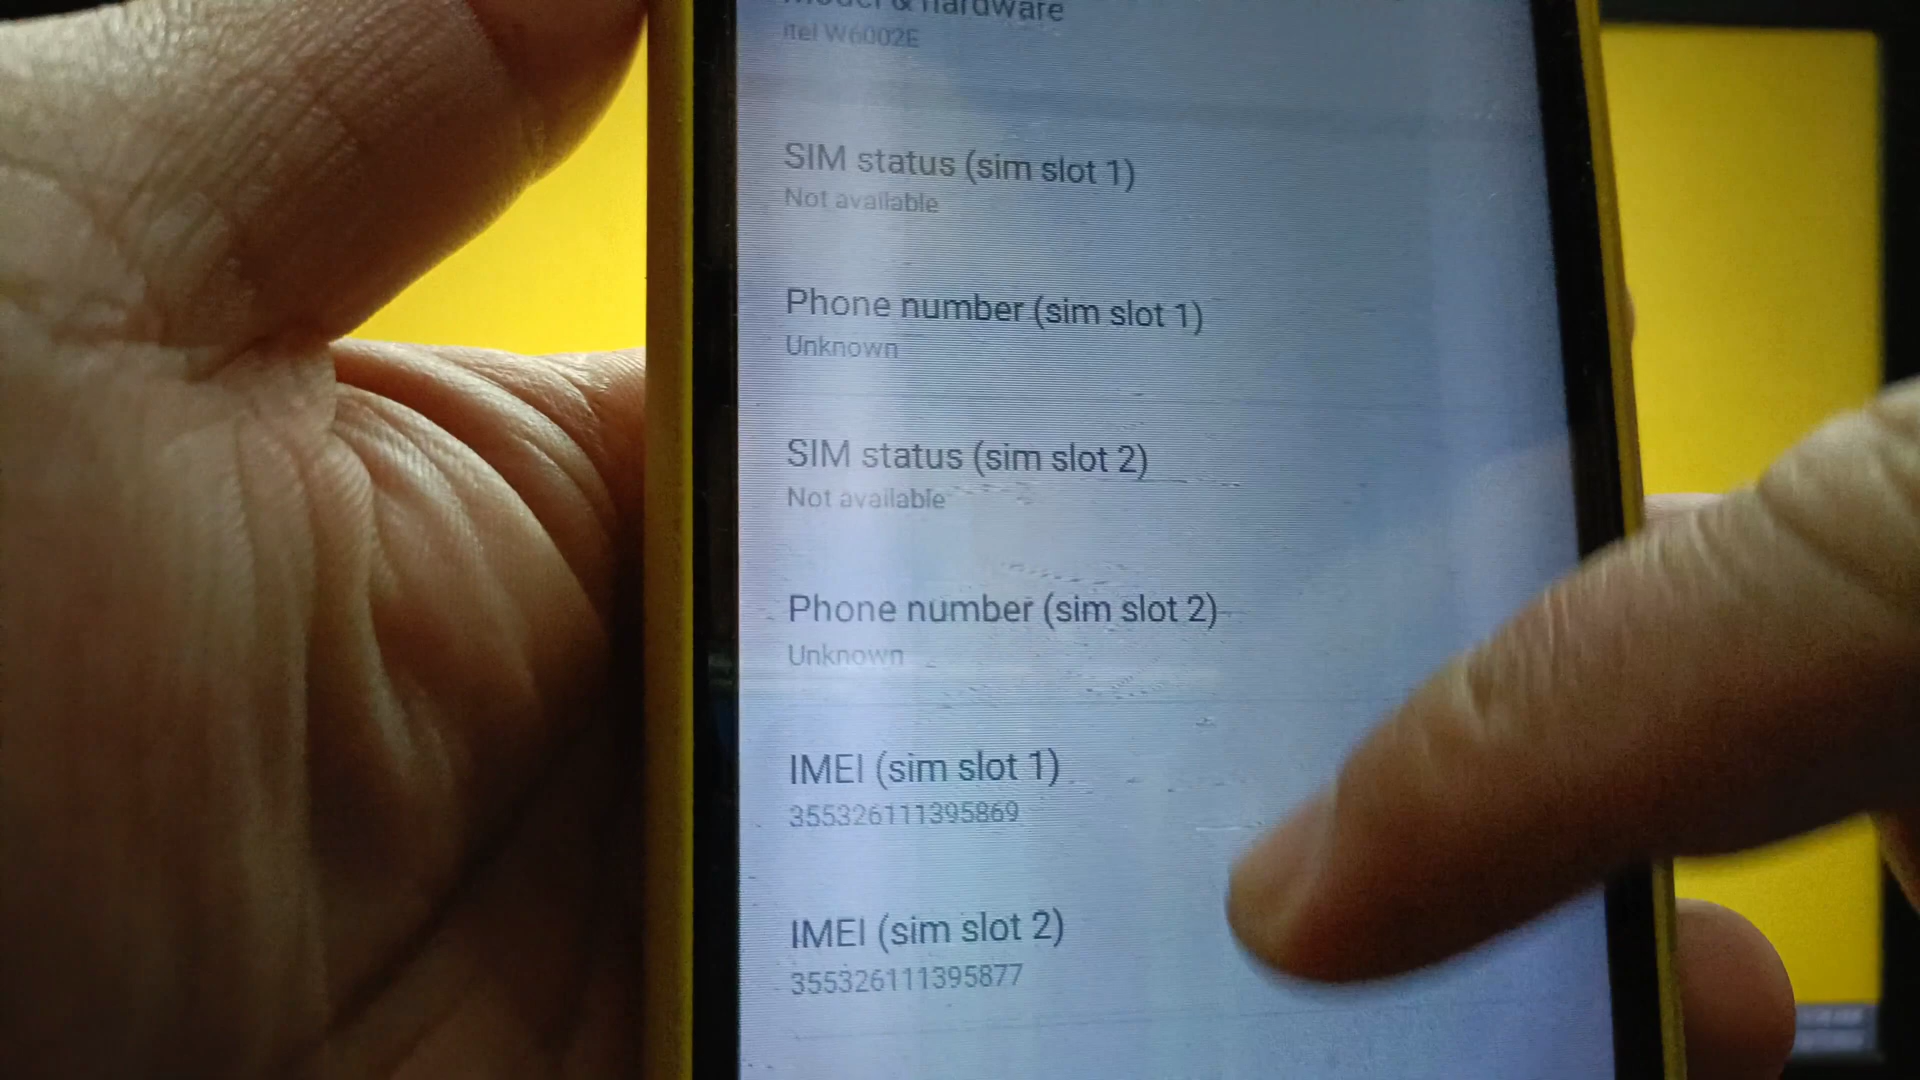 Model & hardware
itel W6002E
SIM status (sim slot 1)
Not available
Phone number (sim slot 1)
Unknown
SIM status (sim slot 2)
Not available
Phone number (sim slot 2)
Unknown
IMEI (sim slot 1)
355326111395869
IMEI (sim slot 2)
355326111395877